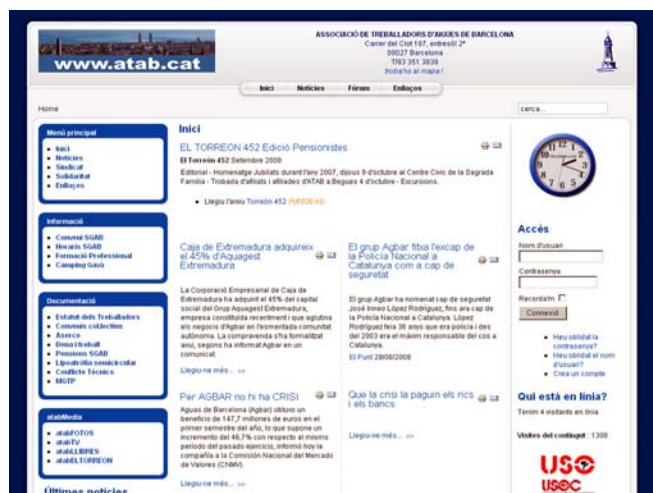 www.atab.cat
ASSOCIACIÓ DE TREBALLADORS D'AIGÜES DE BARCELONA
Carrer del Clot 187, entresòl 2ª
08027 Barcelona
Tlf93 351 3839
troba'ns al mapa!
Inici Notícies Fòrum Enllaços
Home
cerca...
Menú principal
Inici
Notícies
Sindicat
Solidaritat
Enllaços
Informació
Conveni SGAB
Horaris SGAB
Formació Professional
Camping Gavà
Documentació
Estatut dels Treballadors
Convenis col.lectius
Aserco
Dona i treball
Pensions SGAB
Lipoatròfia semicircular
Conflicte Tècnics
MGTP
atabMedia
atabFOTOS
atabTV
atabLLIBRES
atabELTORREON
Últimes notícies
Inici
EL TORREON 452 Edició Pensionistes
El Torreón 452 Setembre 2008
Editorial - Homenatge Jubilats durant l'any 2007, dijous 9 d'octubre al Centre Cívic de la Sagrada
Família - Trobada d'afiliats i afiliades d'ATAB a Begues 4 d'octubre - Excursions.
Llegiu l'arxiu Torreón 452
Caja de Extremadura adquireix
el 45% d'Aquagest
Extremadura
La Corporació Empresarial de Caja de
Extremadura ha adquirit el 45% del capital
social del Grup Aquagest Extremadura,
empresa constituïda recentment i que aglutina
els negocis d'Agbar en l'esmentada comunitat
autònoma. La compravenda s'ha formalitzat
avui, segons ha informat Agbar en un
comunicat.
Llegiu-ne més... >>
El grup Agbar fitxa l'excap de
la Policia Nacional a
Catalunya com a cap de
seguretat
El grup Agbar ha nomenat cap de seguretat
José Irineo López Rodríguez, fins ara cap de
la Policia Nacional a Catalunya. López
Rodríguez feia 38 anys que era policia i des
del 2003 era el màxim responsable del cos a
Catalunya.
El Punt 28/08/2008
Per AGBAR no hi ha CRISI
Aguas de Barcelona (Agbar) obtuvo un
beneficio de 147,7 millones de euros en el
primer semestre del año, lo que supone un
incremento del 46,7% con respecto al mismo
período del pasado ejercicio, informó hoy la
compañía a la Comisión Nacional del Mercado
de Valores (CNMV).
Llegiu-ne més... >>
Que la crisi la paguin els rics
i els bancs
Llegiu-ne més... >>
Accés
Nom d'usuari
Contrasenya
Recorda'm
Connexió
Heu oblidat la
contrasenya?
Heu oblidat el nom
d'usuari?
Crea un compte
Qui està en línia?
Tenim 4 visitants en línia
Visites del contingut : 1308
USO
USOC